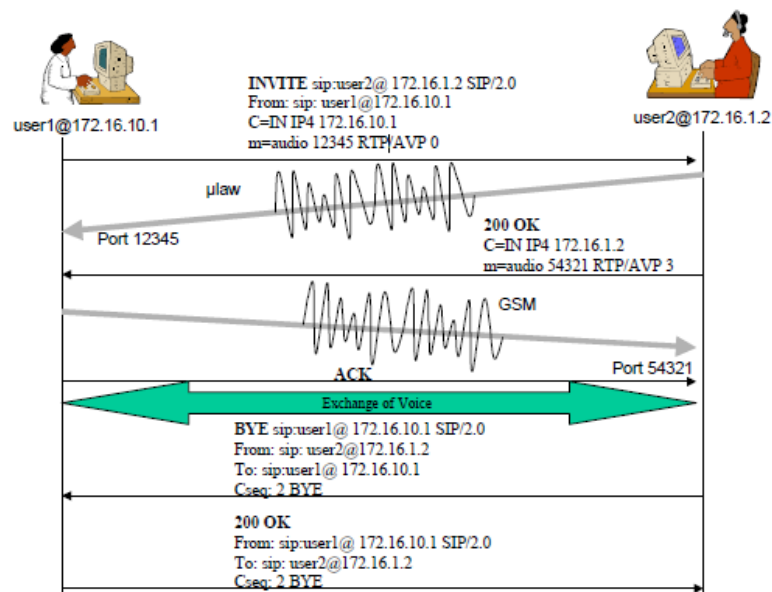 user1@172.16.10.1
user2@172.16.1.2
INVITE sip:user2@ 172.16.1.2 SIP/2.0
From: sip: user1@172.16.10.1
C=IN IP4 172.16.10.1
m=audio 12345 RTP/AVP 0
µlaw
Port 12345
200 OK
C=IN IP4 172.16.1.2
m=audio 54321 RTP/AVP 3
GSM
Port 54321
ACK
Exchange of Voice
BYE sip:user1@ 172.16.10.1 SIP/2.0
From: sip: user2@172.16.1.2
To: sip:user1@ 172.16.10.1
Cseq: 2 BYE
200 OK
From: sip:user1@ 172.16.10.1 SIP/2.0
To: sip: user2@172.16.1.2
Cseq: 2 BYE